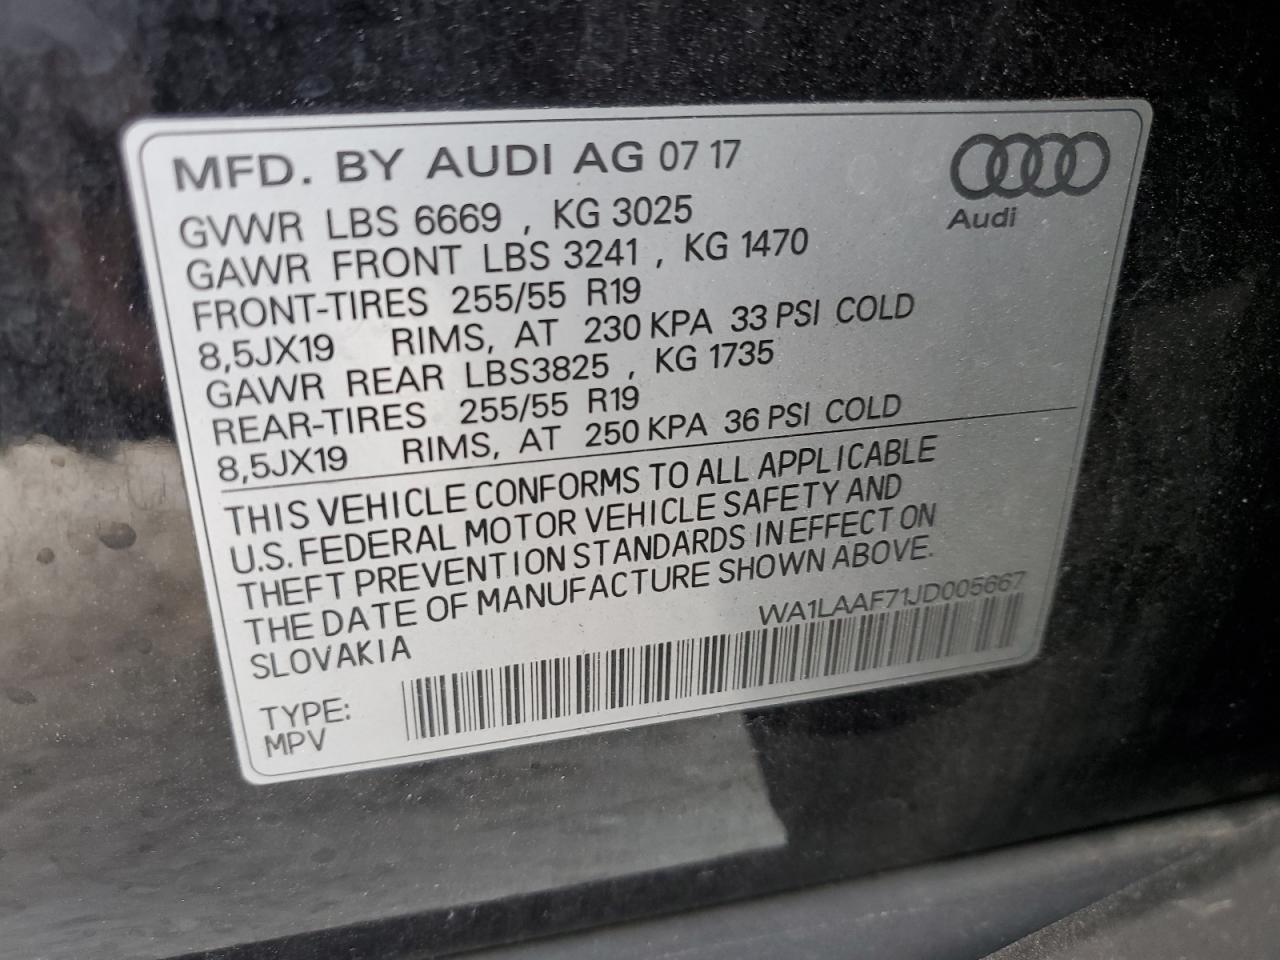 MFD. BY AUDI AG 07 17
Audi
GVWR LBS 6669 , KG 3025
GAWR FRONT LBS 3241 , KG 1470
FRONT-TIRES 255/55 R19
8,5JX19 RIMS, AT 230 KPA 33 PSI COLD
GAWR REAR LBS3825 , KG 1735
REAR-TIRES 255/55 R19
8,5JX19 RIMS, AT 250 KPA 36 PSI COLD
THIS VEHICLE CONFORMS TO ALL APPLICABLE
U.S. FEDERAL MOTOR VEHICLE SAFETY AND
THEFT PREVENTION STANDARDS IN EFFECT ON
THE DATE OF MANUFACTURE SHOWN ABOVE.
SLOVAKIA
WA1LAAF71JD005667
TYPE:
MPV